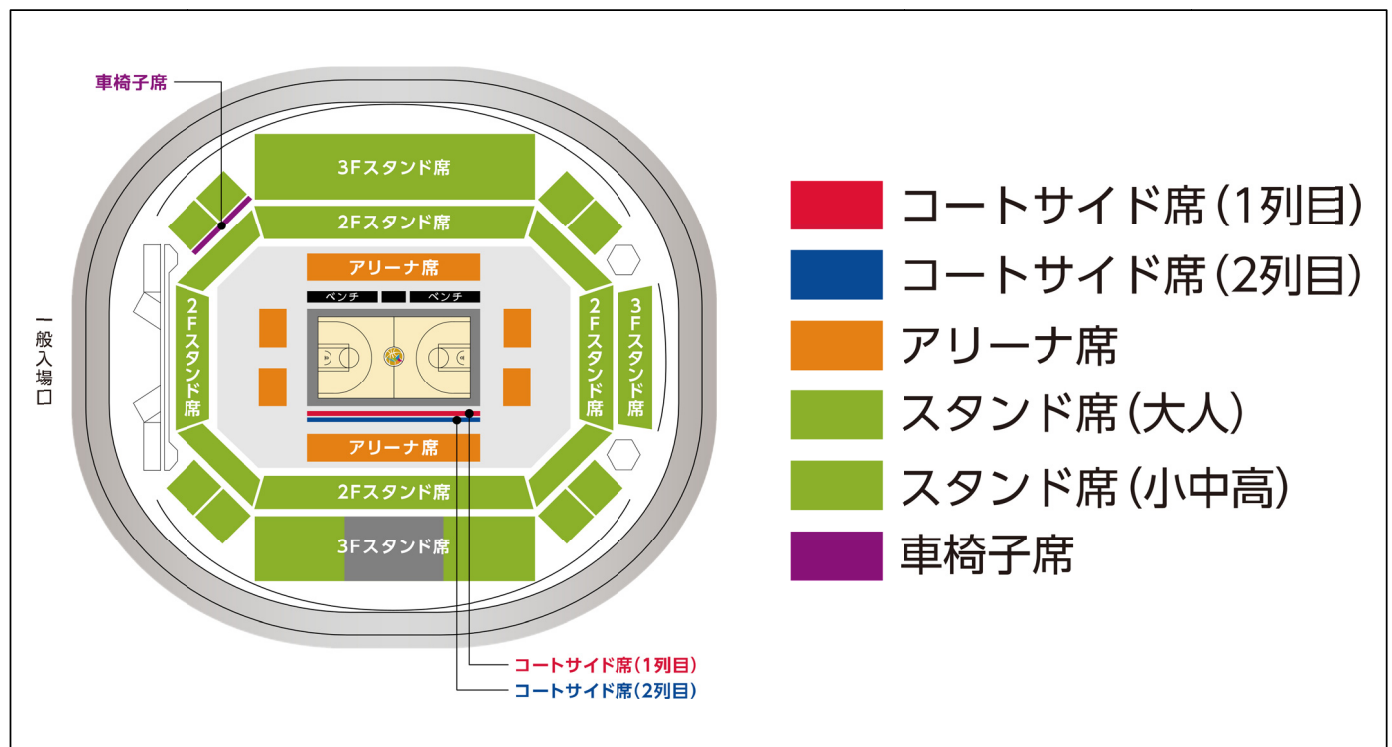 車椅子席
3Fスタンド席
2Fスタンド席
アリーナ席
ベンチ
ベンチ
一般入場口
2Fスタンド席
2Fスタンド席
3Fスタンド席
アリーナ席
2Fスタンド席
3Fスタンド席
コートサイド席(1列目)
コートサイド席(2列目)
コートサイド席(1列目)
コートサイド席(2列目)
アリーナ席
スタンド席(大人)
スタンド席(小中高)
車椅子席